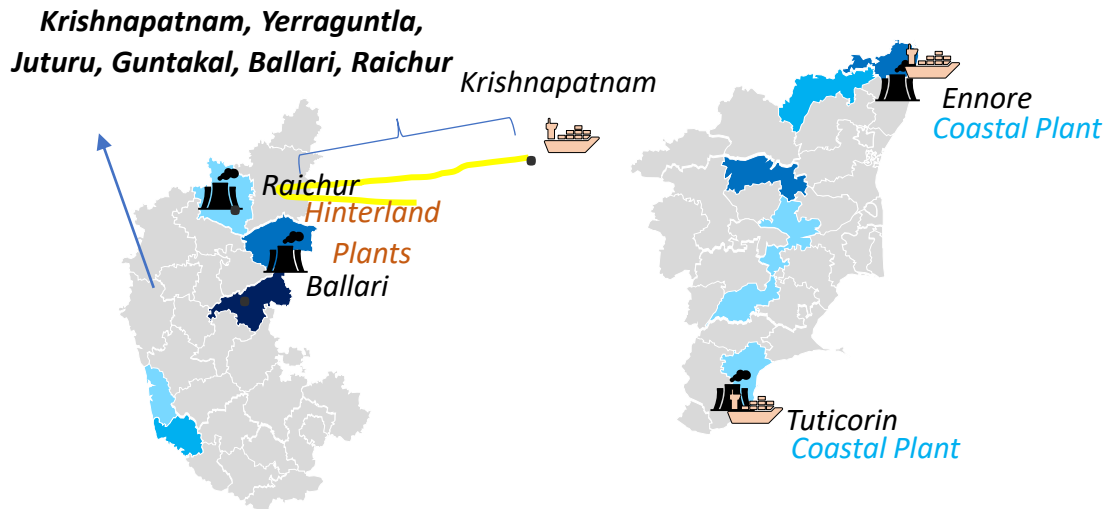 Krishnapatnam, Yerraguntla,
Juturu, Guntakal, Ballari, Raichur
Krishnapatnam
Raichur
Hinterland
Plants
Ballari
Ennore
Coastal Plant
Tuticorin
Coastal Plant